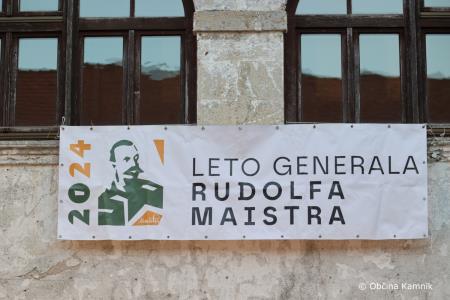 2024
LETO GENERALA
RUDOLFA
MAISTRA
© Občina Kamnik